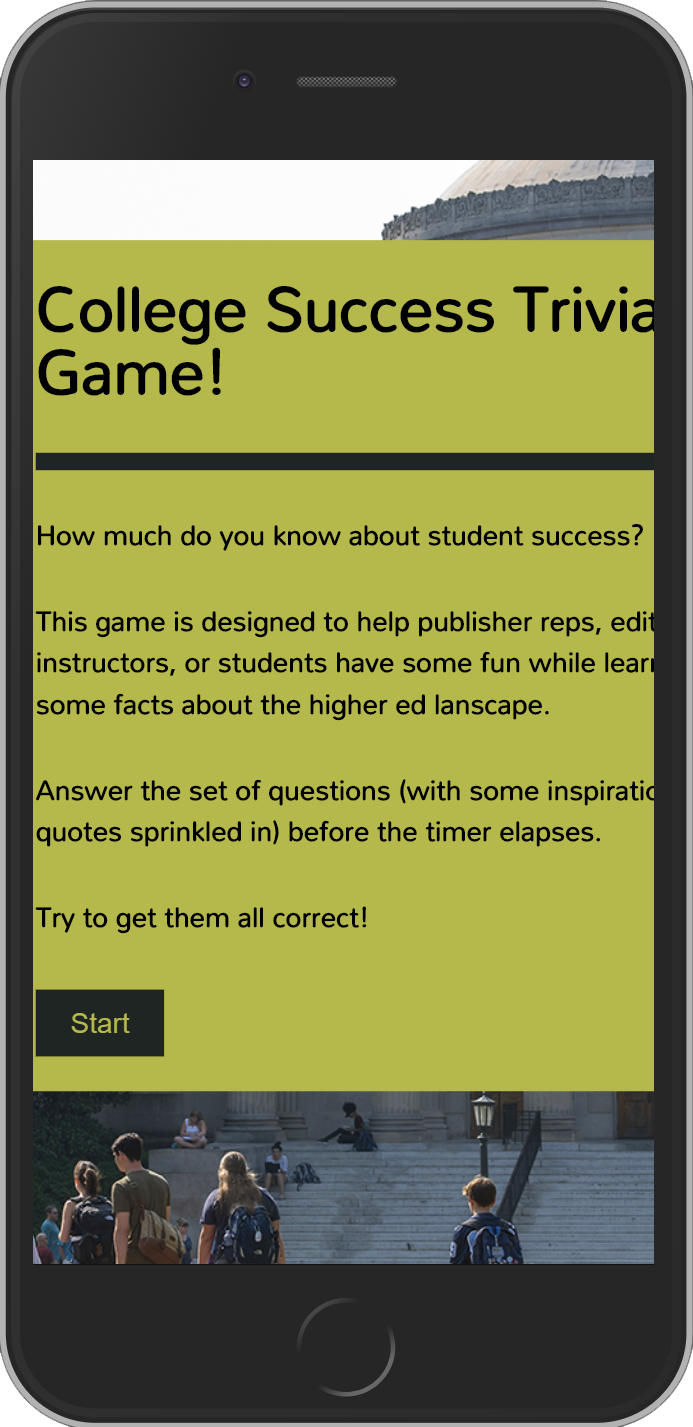 College Success Trivia
Game!
How much do you know about student success?
This game is designed to help publisher reps, edit
instructors, or students have some fun while lear
some facts about the higher ed lanscape.
Answer the set of questions (with some inspiratio
quotes sprinkled in) before the timer elapses.
Try to get them all correct!
Start